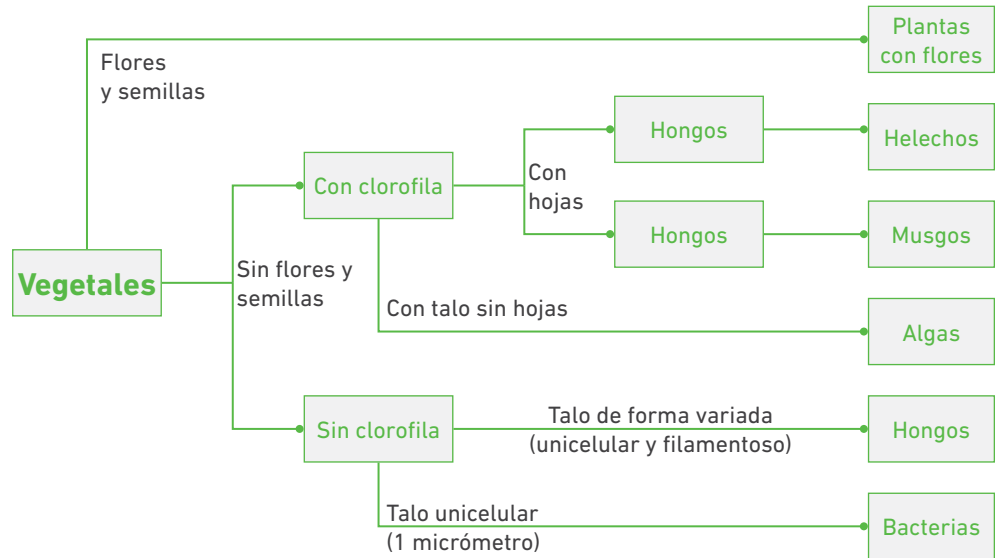 Plantas
con flores
Flores
y semillas
Hongos
Helechos
Con clorofila
Con
hojas
Hongos
Musgos
Vegetales
Sin flores y
semillas
Con talo sin hojas
Algas
Sin clorofila
Talo de forma variada
(unicelular y filamentoso)
Hongos
Talo unicelular
(1 micrómetro)
Bacterias